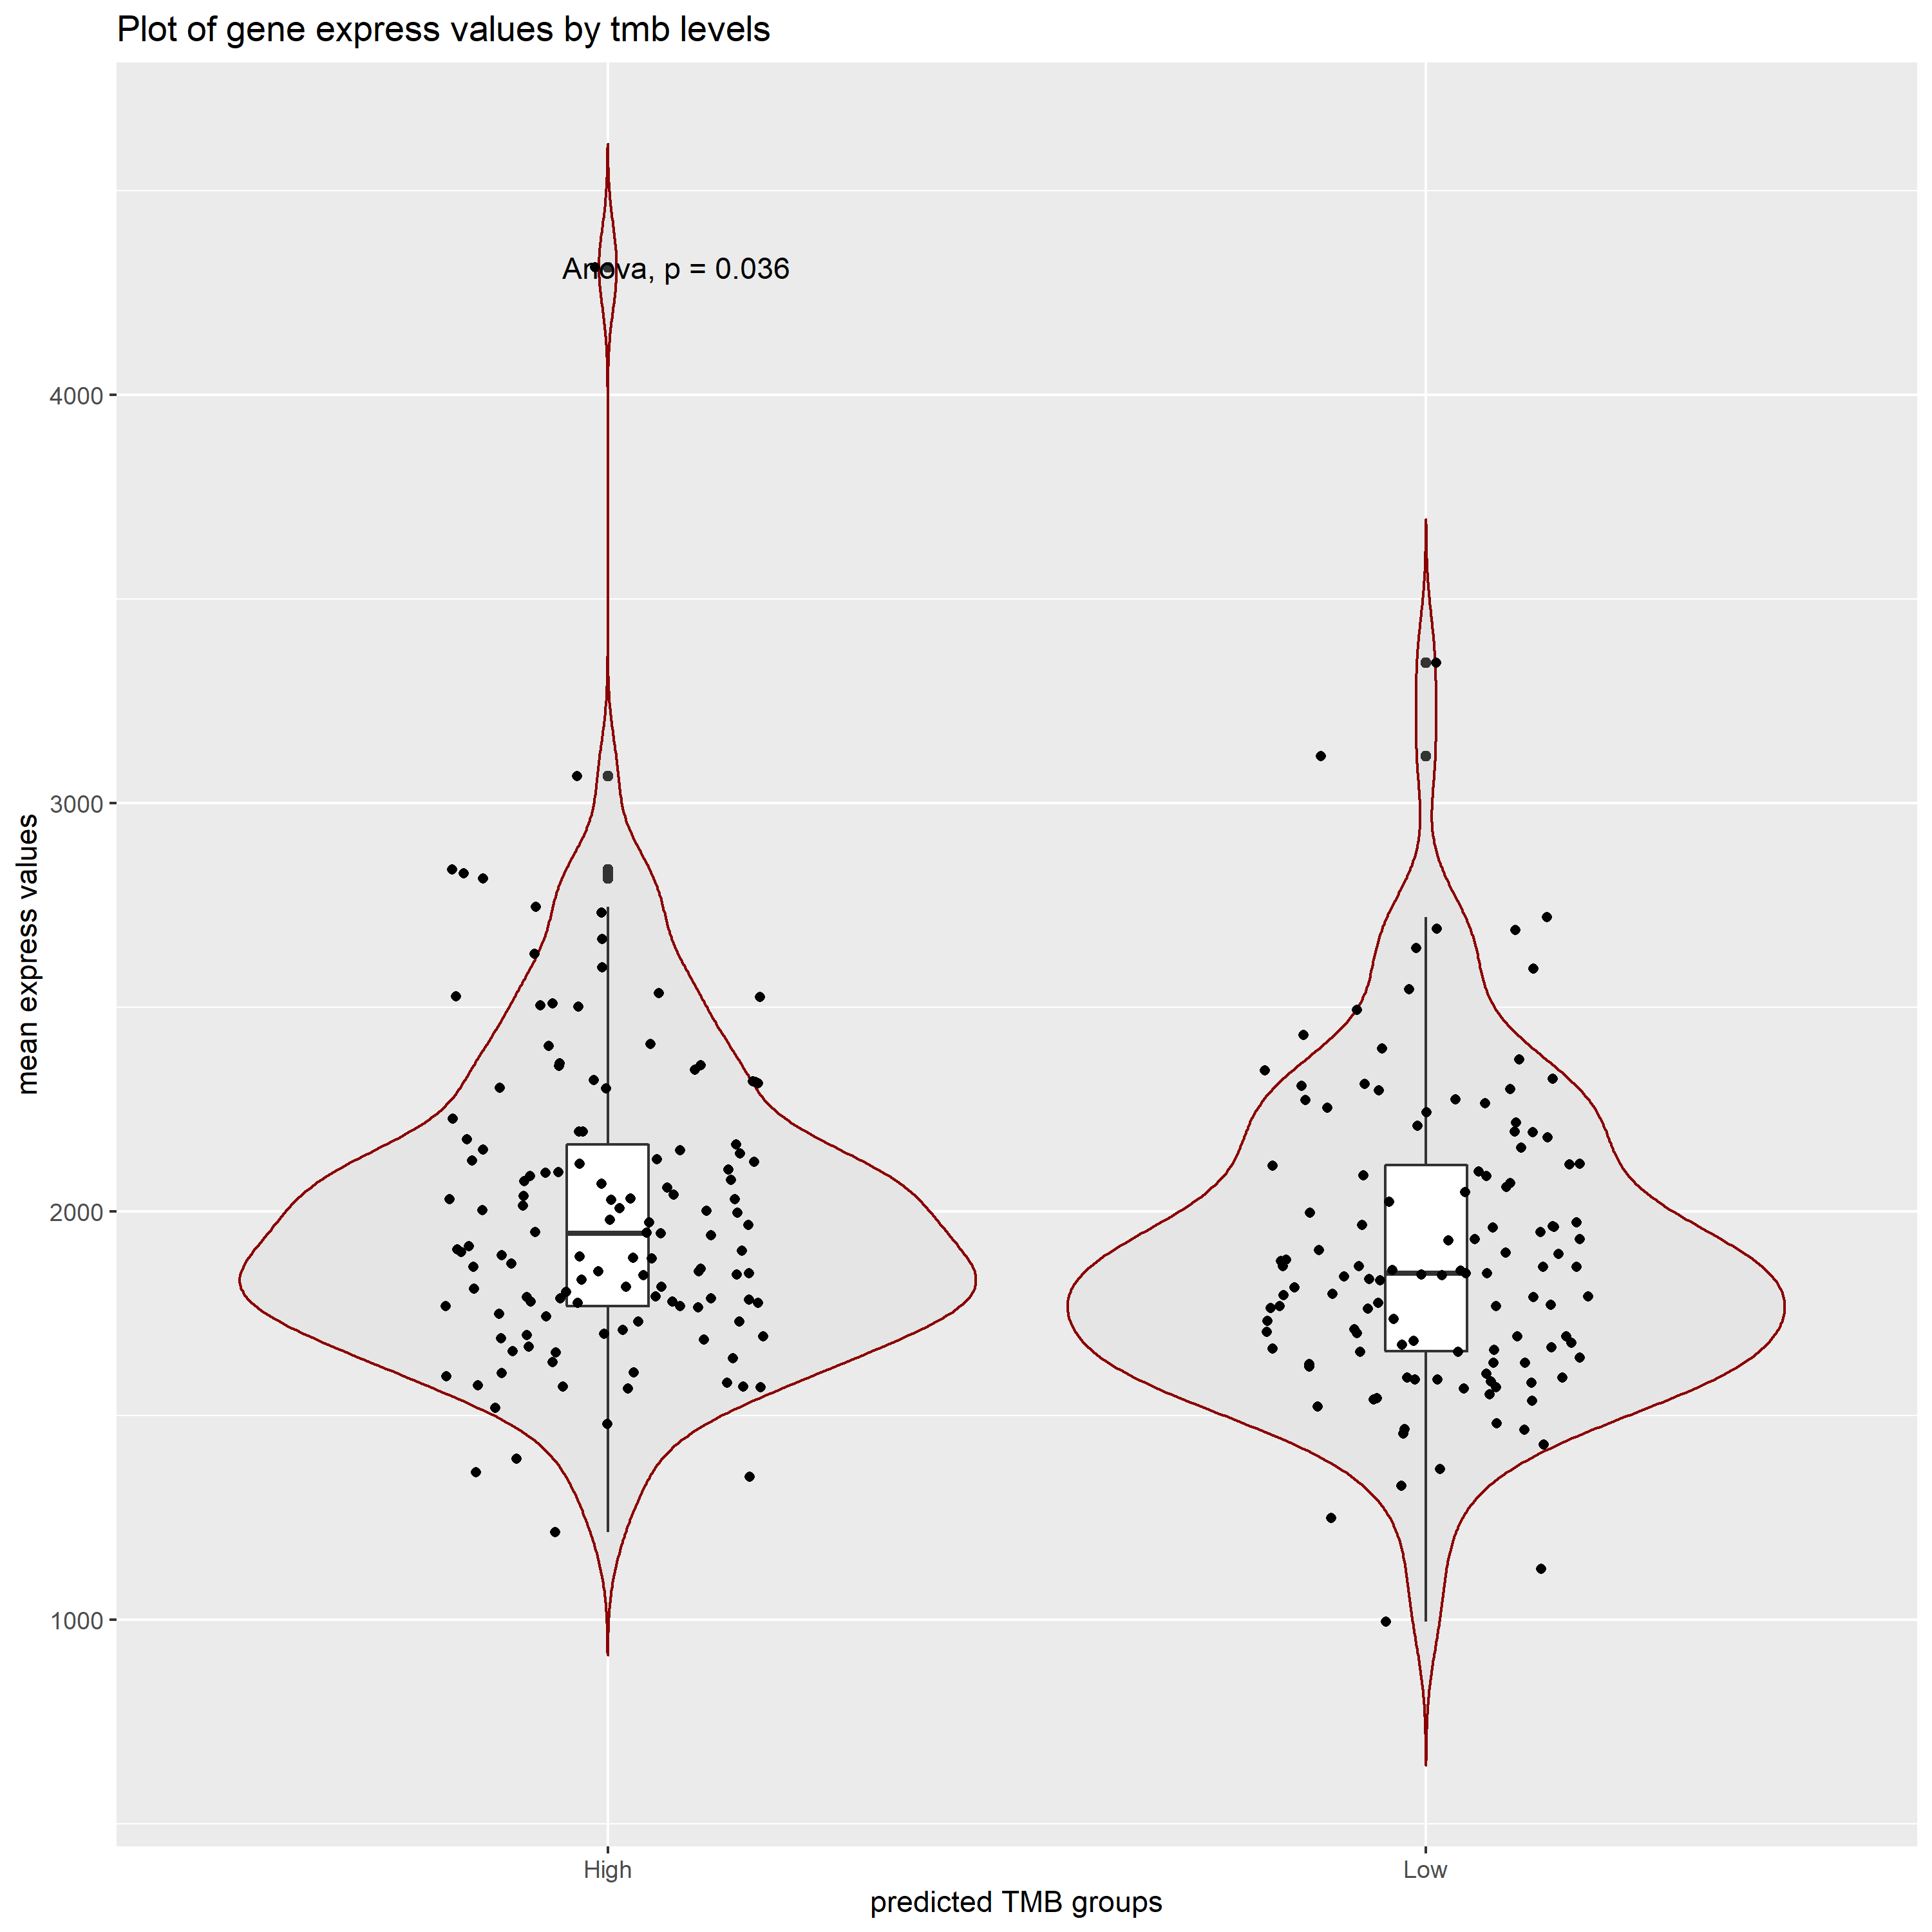 Plot of gene express values by tmb levels
Anova, p = 0.036
4000
3000
2000
1000
mean express values
High
Low
predicted TMB groups